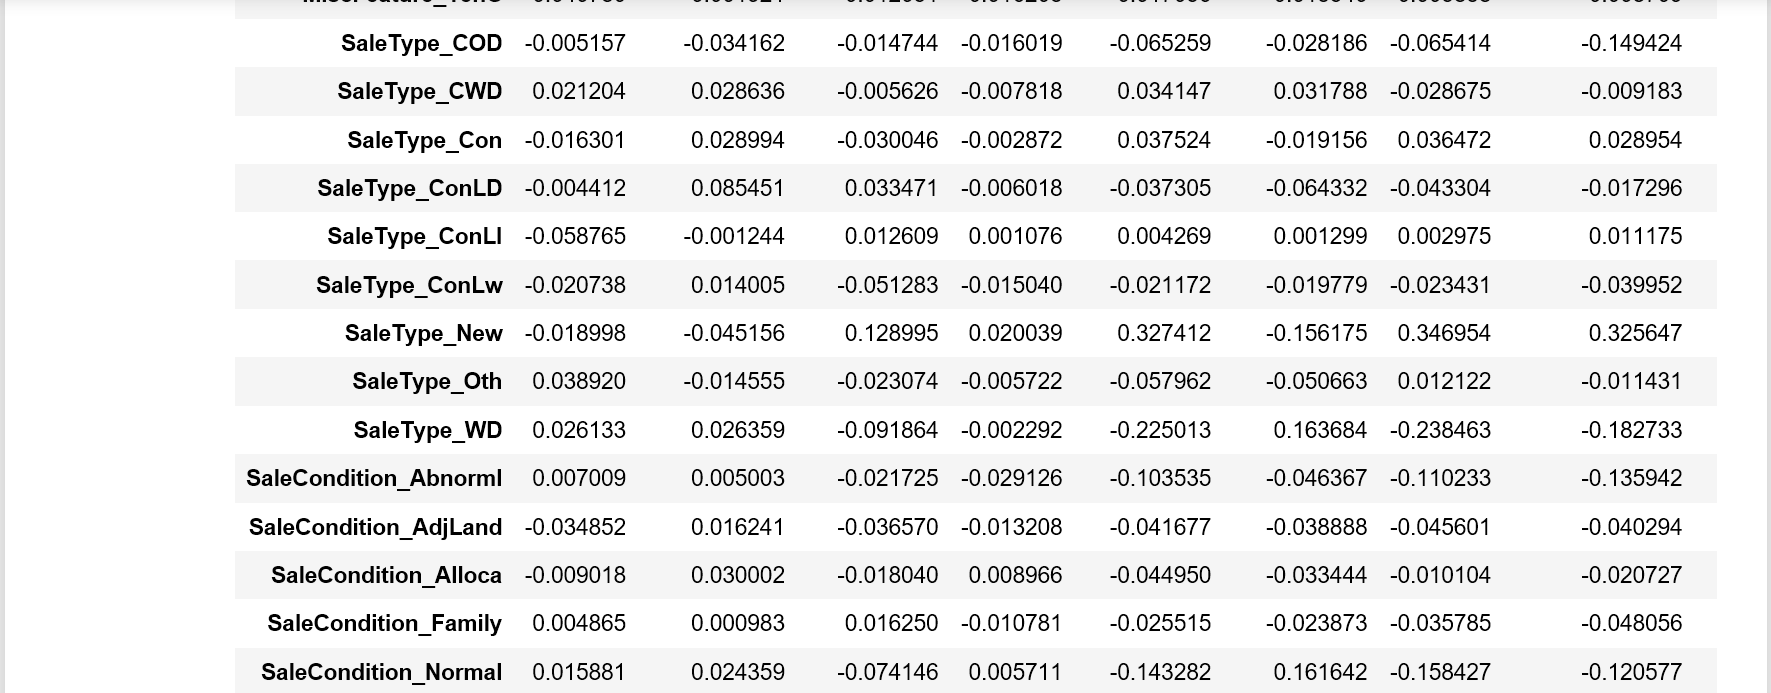 SaleType_COD -0.005157 -0.034162 -0.014744 -0.016019 -0.065259 -0.028186 -0.065414 -0.149424
SaleType_CWD 0.021204 0.028636 -0.005626 -0.007818 0.034147 0.031788 -0.028675 -0.009183
SaleType_Con -0.016301 0.028994 -0.030046 -0.002872 0.037524 -0.019156 0.036472 0.028954
SaleType_ConLD -0.004412 0.085451 0.033471 -0.006018 -0.037305 -0.064332 -0.043304 -0.017296
SaleType_ConLI -0.058765 -0.001244 0.012609 0.001076 0.004269 0.001299 0.002975 0.011175
SaleType_ConLw -0.020738 0.014005 -0.051283 -0.015040 -0.021172 -0.019779 -0.023431 -0.039952
SaleType_New -0.018998 -0.045156 0.128995 0.020039 0.327412 -0.156175 0.346954 0.325647
SaleType_Oth 0.038920 -0.014555 -0.023074 -0.005722 -0.057962 -0.050663 0.012122 -0.011431
SaleType_WD 0.026133 0.026359 -0.091864 -0.002292 -0.225013 0.163684 -0.238463 -0.182733
SaleCondition_Abnorml 0.007009 0.005003 -0.021725 -0.029126 -0.103535 -0.046367 -0.110233 -0.135942
SaleCondition_AdjLand -0.034852 0.016241 -0.036570 -0.013208 -0.041677 -0.038888 -0.045601 -0.040294
SaleCondition_Alloca -0.009018 0.030002 -0.018040 0.008966 -0.044950 -0.033444 -0.010104 -0.020727
SaleCondition_Family 0.004865 0.000983 0.016250 -0.010781 -0.025515 -0.023873 -0.035785 -0.048056
SaleCondition_Normal 0.015881 0.024359 -0.074146 0.005711 -0.143282 0.161642 -0.158427 -0.120577